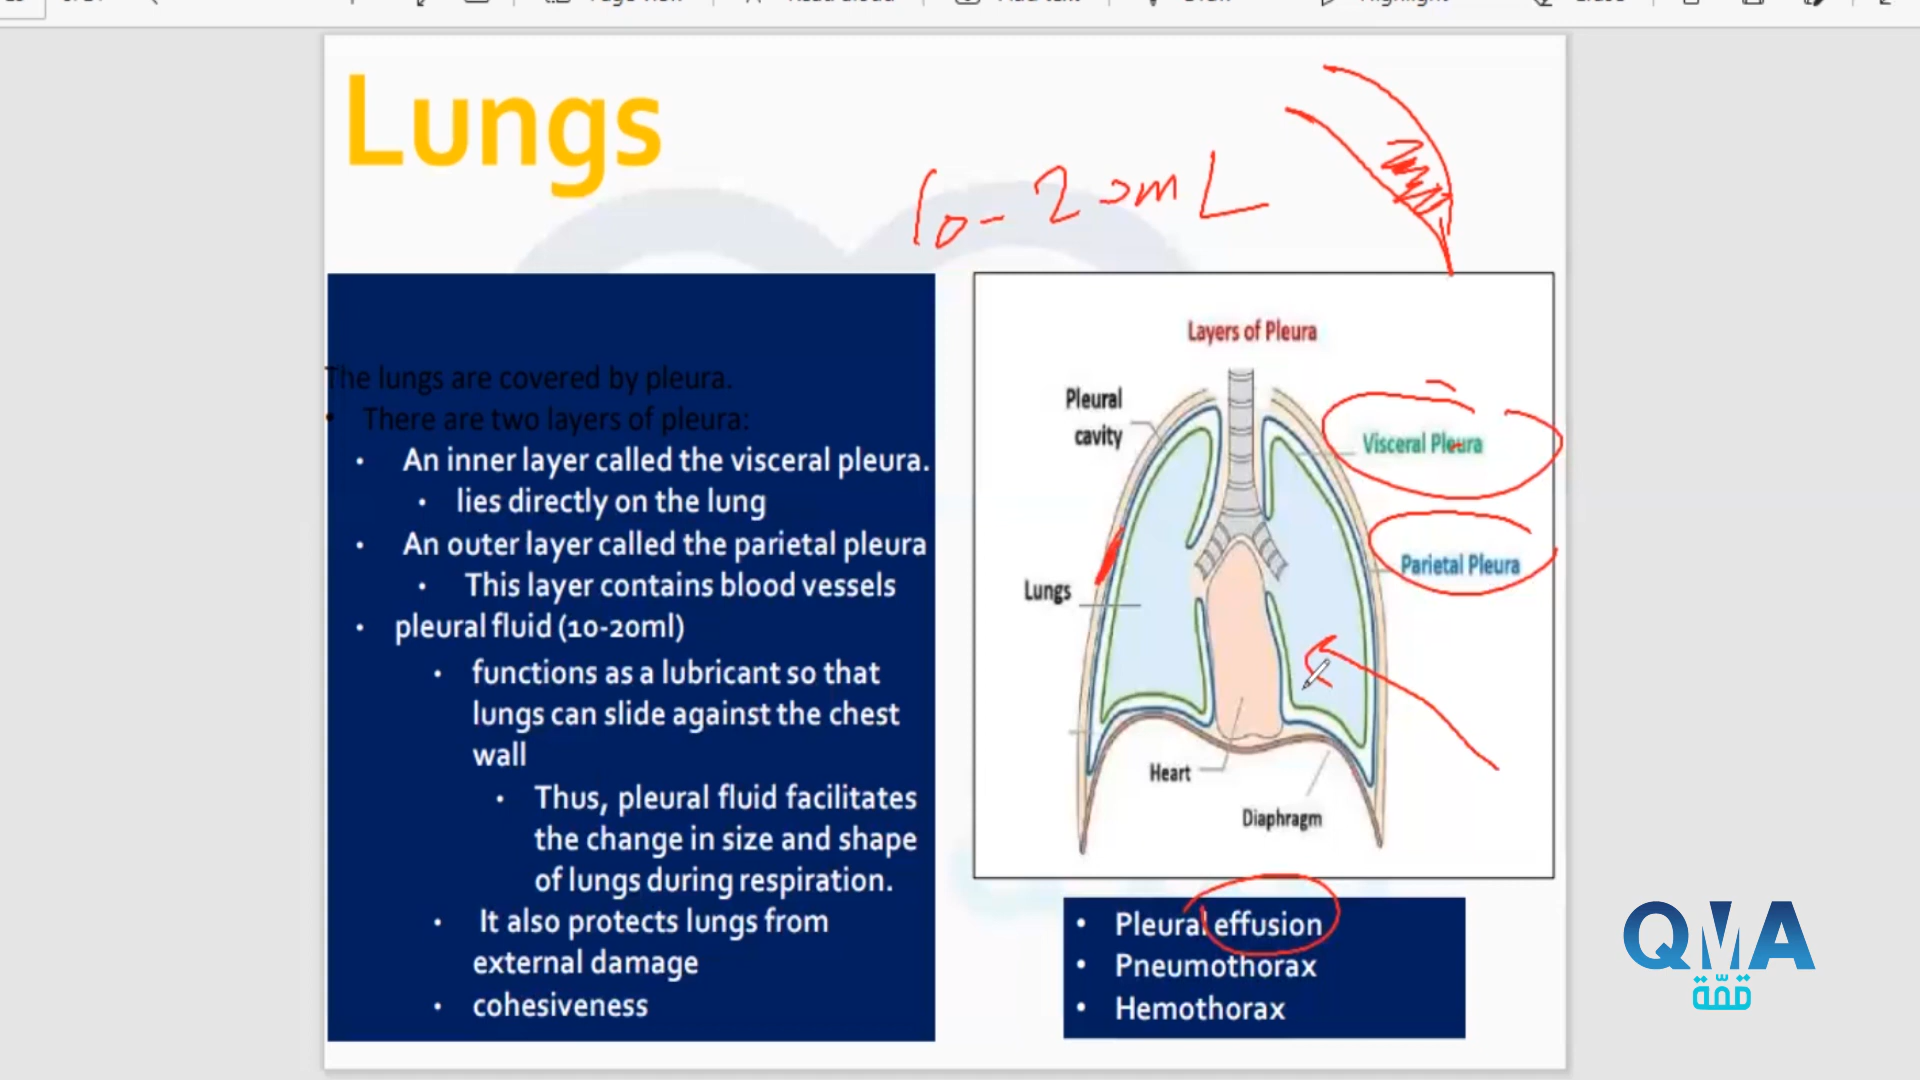 Lungs
10-20mL
The lungs are covered by pleura.
• There are two layers of pleura:
• An inner layer called the visceral pleura.
• lies directly on the lung
• An outer layer called the parietal pleura
• This layer contains blood vessels
• pleural fluid (10-20ml)
• functions as a lubricant so that
lungs can slide against the chest
wall
• Thus, pleural fluid facilitates
the change in size and shape
of lungs during respiration.
• It also protects lungs from
external damage
• cohesiveness
Layers of Pleura
Pleural
cavity
Visceral Pleura
Parietal Pleura
Lungs
Heart
Diaphragm
• Pleural effusion
• Pneumothorax
• Hemothorax
QMA
قمّة